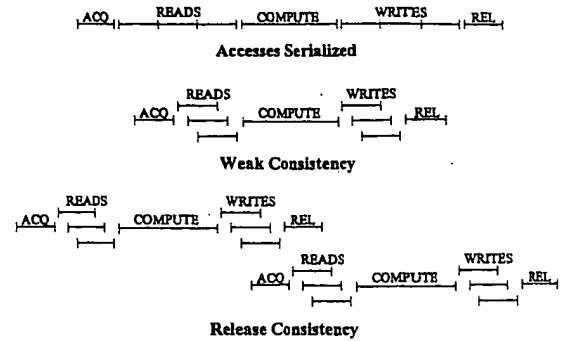 ACQ READS COMPUTE WRITES REL
Accesses Serialized
READS WRITES
ACQ COMPUTE REL
Weak Consistency
READS WRITES
ACQ COMPUTE REL
READS WRITES
ACQ COMPUTE REL
Release Consistency